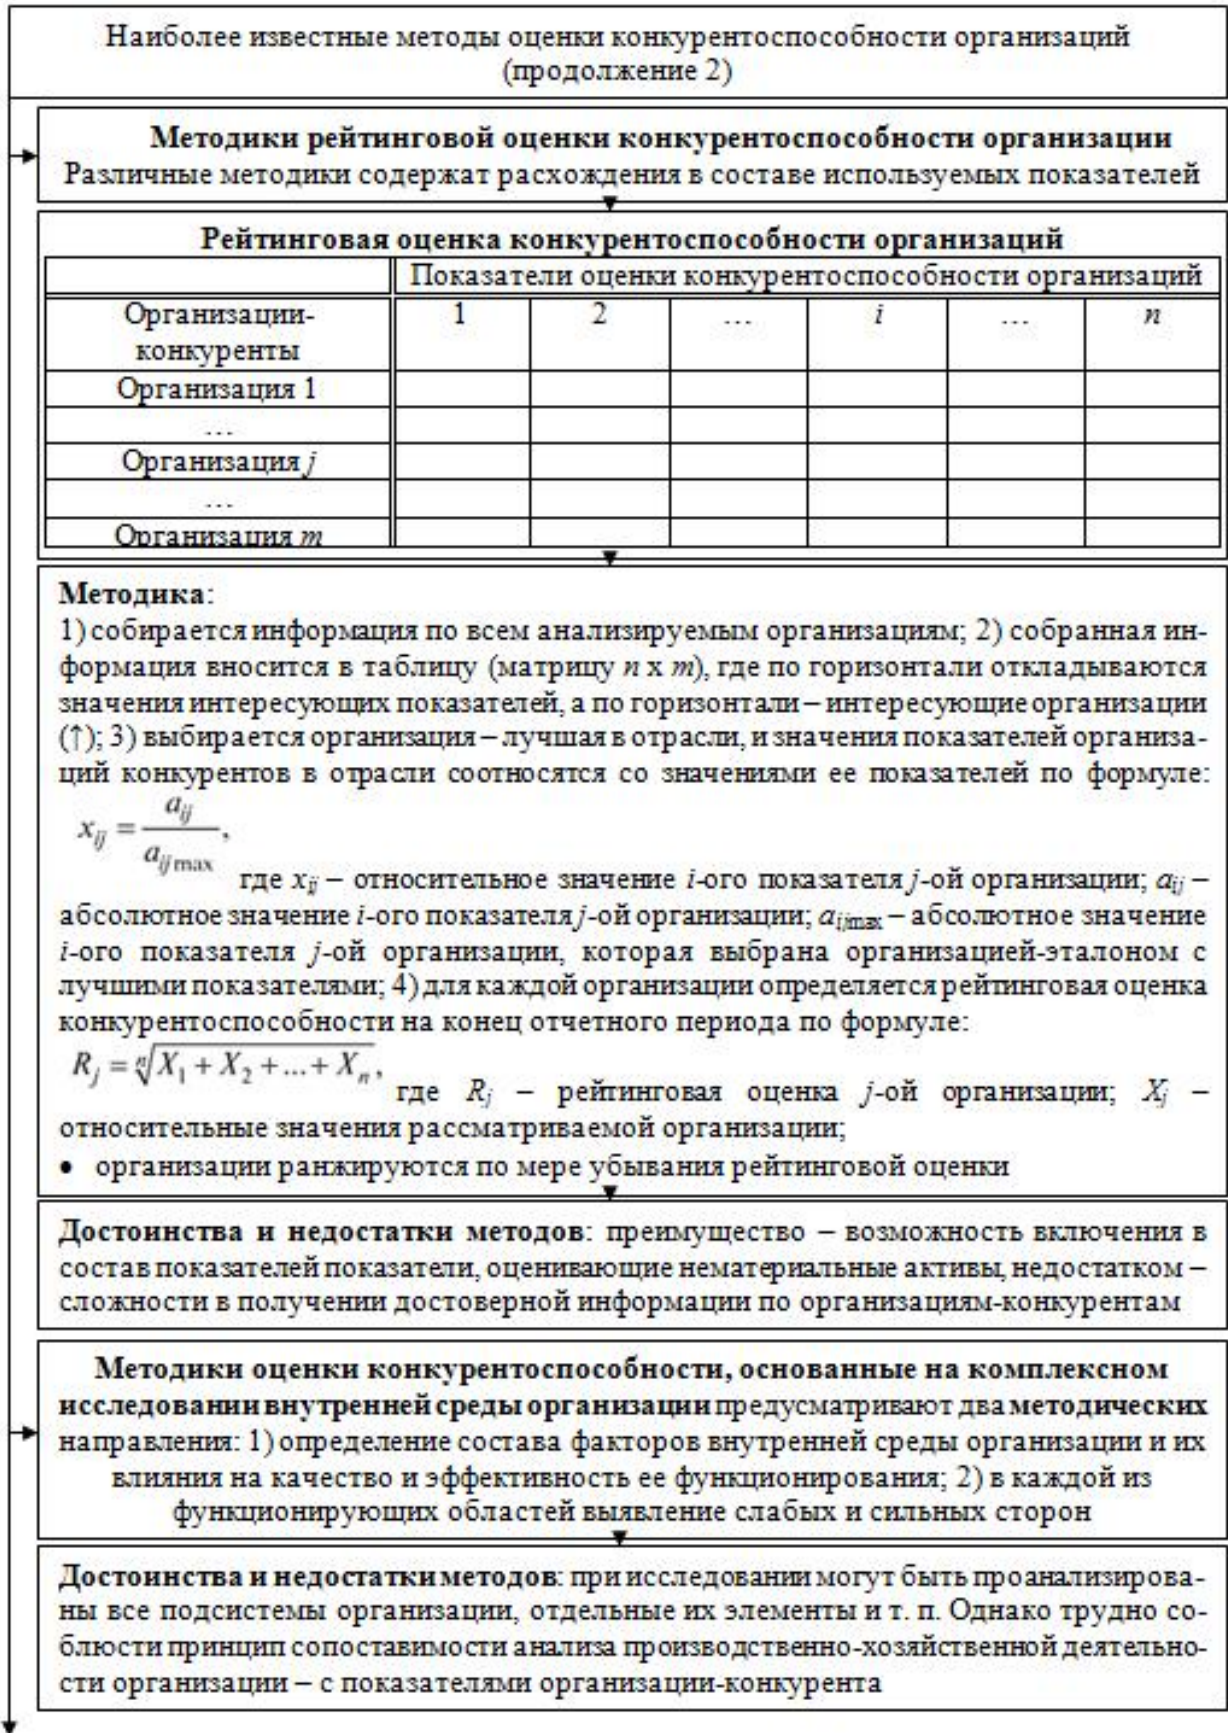 Наиболее известные методы оценки конкурентоспособности организаций
(продолжение 2)
Методики рейтинговой оценки конкурентоспособности организации
Различные методики содержат расхождения в составе используемых показателей
Рейтинговая оценка конкурентоспособности организаций
Показатели оценки конкурентоспособности организаций
Организации-
конкуренты
1 2 … i … n
Организация 1
…
Организация j
…
Организация m
Методика:
1) собирается информация по всем анализируемым организациям; 2) собранная ин-
формация вносится в таблицу (матрицу n x m), где по горизонтали откладываются
значения интересующих показателей, а по горизонтали – интересующие организации
(↑); 3) выбирается организация – лучшая в отрасли, и значения показателей организа-
ций конкурентов в отрасли соотносятся со значениями ее показателей по формуле:
x_ij = a_ij / a_ij max,
где x_ij – относительное значение i-ого показателя j-ой организации; a_ij –
абсолютное значение i-ого показателя j-ой организации; a_ijmax – абсолютное значение
i-ого показателя j-ой организации, которая выбрана организацией-эталоном с
лучшими показателями; 4) для каждой организации определяется рейтинговая оценка
конкурентоспособности на конец отчетного периода по формуле:
R_j = ⁿ√(X_1 + X_2 + ... + X_n), где R_j – рейтинговая оценка j-ой организации; X_j –
относительные значения рассматриваемой организации;
• организации ранжируются по мере убывания рейтинговой оценки
Достоинства и недостатки методов: преимущество – возможность включения в
состав показателей показатели, оценивающие нематериальные активы, недостатком –
сложности в получении достоверной информации по организациям-конкурентам
Методики оценки конкурентоспособности, основанные на комплексном
исследовании внутренней среды организации предусматривают два методических
направления: 1) определение состава факторов внутренней среды организации и их
влияния на качество и эффективность ее функционирования; 2) в каждой из
функционирующих областей выявление слабых и сильных сторон
Достоинства и недостатки методов: при исследовании могут быть проанализирова-
ны все подсистемы организации, отдельные их элементы и т. п. Однако трудно со-
блюсти принцип сопоставимости анализа производственно-хозяйственной деятельно-
сти организации – с показателями организации-конкурента